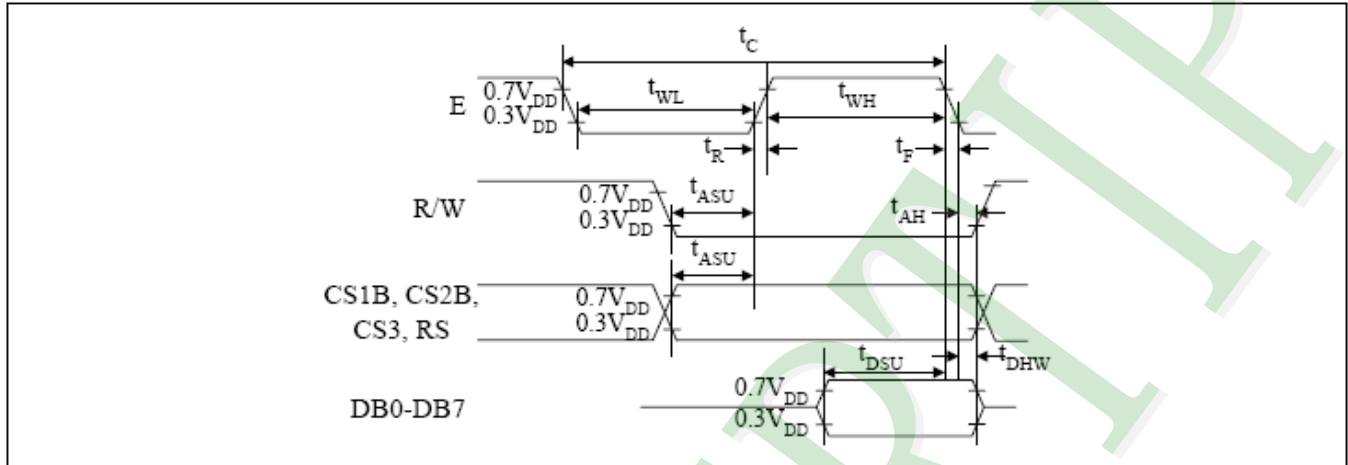 t_C
E
0.7V_DD
0.3V_DD
t_WL
t_WH
t_R
t_F
R/W
0.7V_DD
0.3V_DD
t_ASU
t_AH
t_ASU
CS1B, CS2B,
CS3, RS
0.7V_DD
0.3V_DD
t_DSU
t_DHW
DB0-DB7
0.7V_DD
0.3V_DD